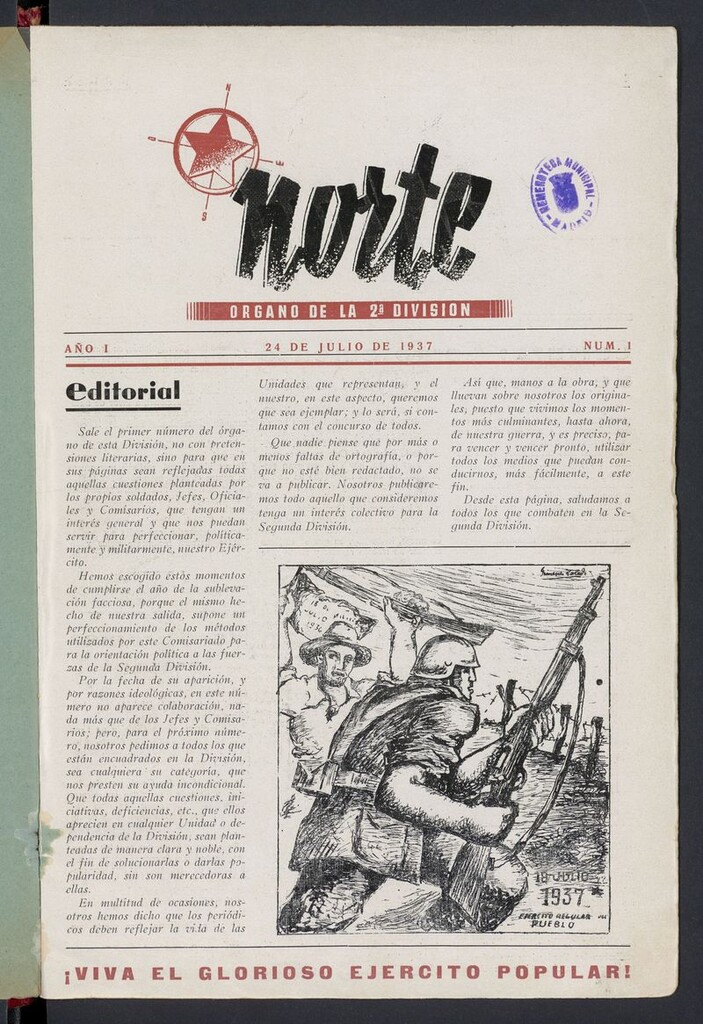 N
O
E
S
norte
HEMEROTECA MUNICIPAL
MADRID
ORGANO DE LA 2ª DIVISION
AÑO I
24 DE JULIO DE 1937
NUM. 1
editorial
Sale el primer número del órga-
no de esta División, no con preten-
siones literarias, sino para que en
sus páginas sean reflejadas todas
aquellas cuestiones planteadas por
los propios soldados, Jefes, Oficia-
les y Comisarios, que tengan un
interés general y que nos puedan
servir para perfeccionar, política-
mente y militarmente, nuestro Ejér-
cito.
Hemos escogido estos momentos
de cumplirse el año de la subleva-
ción facciosa, porque el mismo he-
cho de nuestra salida, supone un
perfeccionamiento de los métodos
utilizados por este Comisariado pa-
ra la orientación política a las fuer-
zas de la Segunda División.
Por la fecha de su aparición, y
por razones ideológicas, en este nú-
mero no aparece colaboración, na-
da más que de los Jefes y Comisa-
rios; pero, para el próximo núme-
ro, nosotros pedimos a todos los que
están encuadrados en la División,
sea cualquiera su categoría, que
nos presten su ayuda incondicional.
Que todas aquellas cuestiones, ini-
ciativas, deficiencias, etc., que ellos
aprecien en cualquier Unidad o de-
pendencia de la División, sean plan-
teadas de manera clara y noble, con
el fin de solucionarlas o darlas po-
pularidad, sin son merecedoras a
ellas.
En multitud de ocasiones, nos-
otros hemos dicho que los periódi-
cos deben reflejar la vida de las
Unidades que representan, y el
nuestro, en este aspecto, queremos
que sea ejemplar; y lo será, si con-
tamos con el concurso de todos.
Que nadie piense que por más o
menos faltas de ortografía, o por-
que no esté bien redactado, no se
va a publicar. Nosotros publicare-
mos todo aquello que consideremos
tenga un interés colectivo para la
Segunda División.
Así que, manos a la obra, y que
lluevan sobre nosotros los origina-
les, puesto que vivimos los momen-
tos más culminantes, hasta ahora,
de nuestra guerra, y es preciso, pa-
ra vencer y vencer pronto, utilizar
todos los medios que puedan con-
ducirnos, más fácilmente, a este
fin.
Desde esta página, saludamos a
todos los que combaten en la Se-
gunda División.
18 DE
JULIO
1936
18 JULIO
1937
EJERCITO REGULAR
PUEBLO
¡VIVA EL GLORIOSO EJERCITO POPULAR!